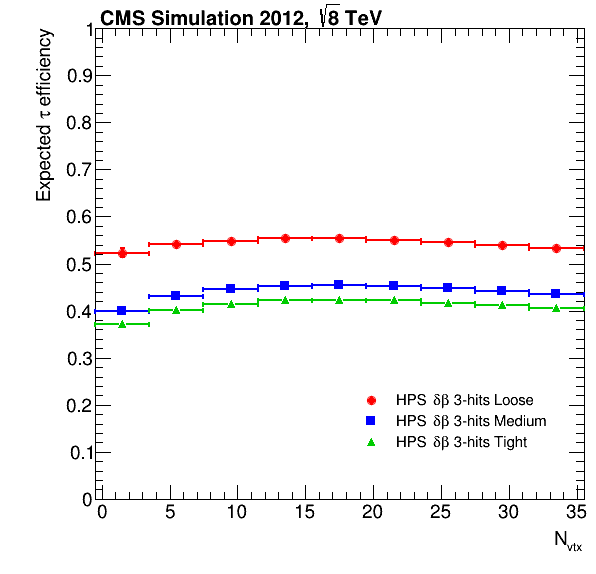 CMS Simulation 2012, √8 TeV
Expected τ efficiency
1
0.9
0.8
0.7
0.6
0.5
0.4
0.3
0.2
0.1
0
HPS δβ 3-hits Loose
HPS δβ 3-hits Medium
HPS δβ 3-hits Tight
0 5 10 15 20 25 30 35
N_vtx